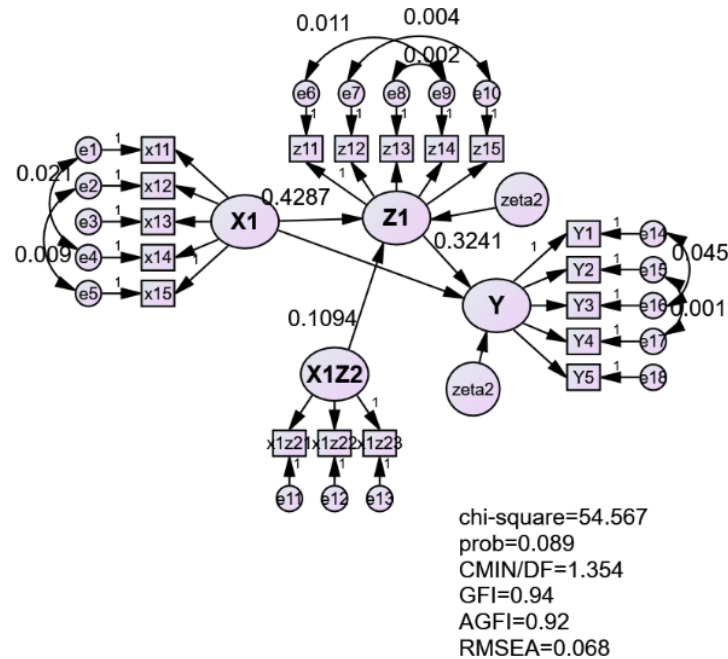 0.011
0.004
0.002
e6 e7 e8 e9 e10
1 1 1 1 1
z11 z12 z13 z14 z15
1
e1 1 x11
0.021
e2 1 x12
e3 1 x13
0.009
e4 1 x14
e5 1 x15
1
X1
0.4287
Z1
zeta2
0.3241
1 Y1 1 e14
0.045
Y2 1 e15
Y3 1 e16
0.001
Y4 1 e17
Y5 1 e18
Y
zeta2
0.1094
X1Z2
1
x1z21 x1z22 x1z23
1 1 1
e11 e12 e13
chi-square=54.567
prob=0.089
CMIN/DF=1.354
GFI=0.94
AGFI=0.92
RMSEA=0.068